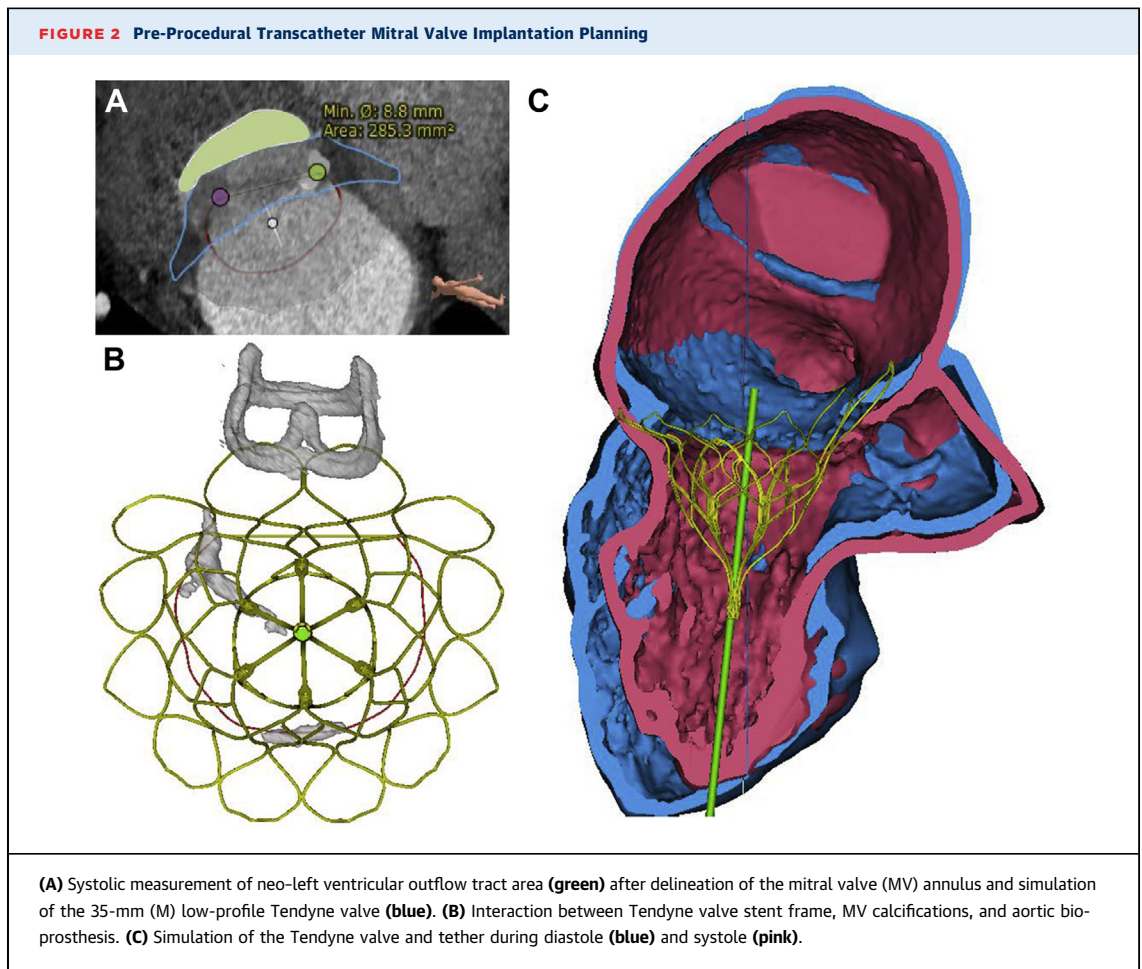 FIGURE 2 Pre-Procedural Transcatheter Mitral Valve Implantation Planning
A
Min. Ø: 8.8 mm
Area: 285.3 mm²
B
C
(A) Systolic measurement of neo-left ventricular outflow tract area (green) after delineation of the mitral valve (MV) annulus and simulation
of the 35-mm (M) low-profile Tendyne valve (blue). (B) Interaction between Tendyne valve stent frame, MV calcifications, and aortic bio-
prosthesis. (C) Simulation of the Tendyne valve and tether during diastole (blue) and systole (pink).